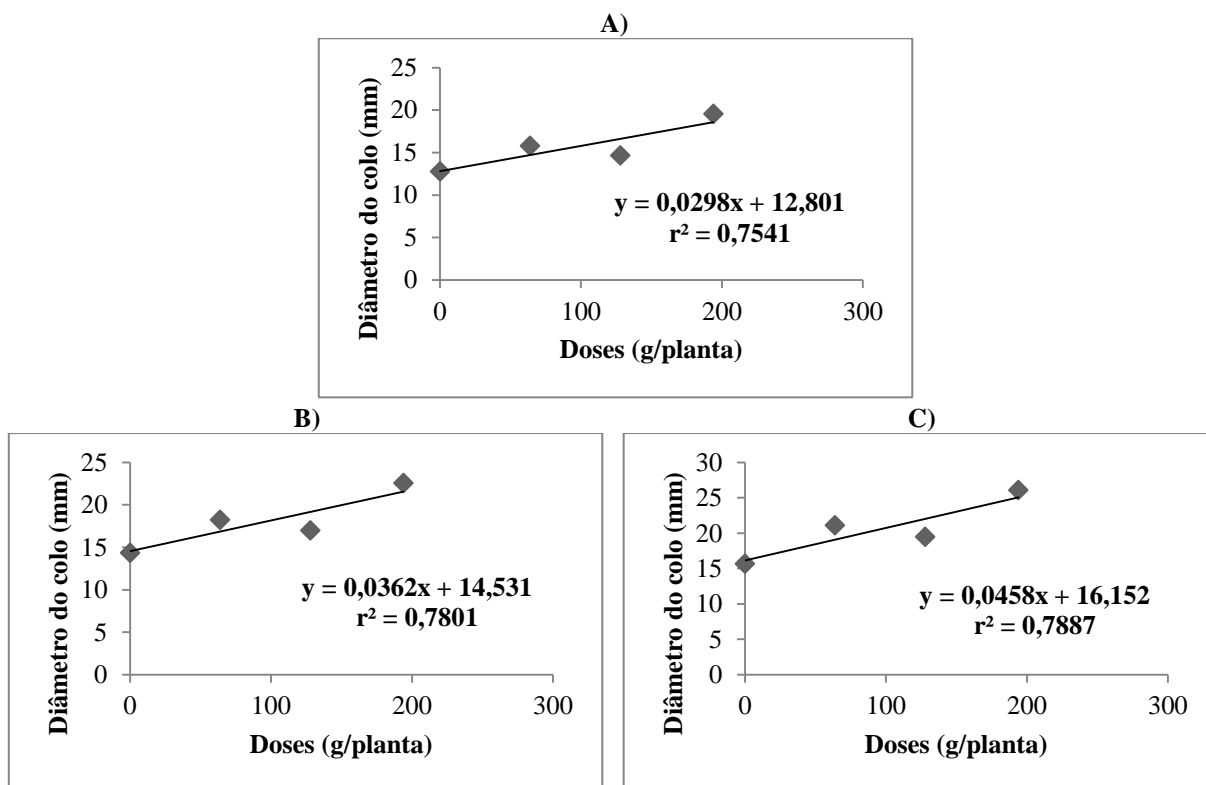 A)
Diâmetro do colo (mm)
25
20
15
10
5
0
y = 0,0298x + 12,801
r² = 0,7541
0 100 200 300
Doses (g/planta)
B)
Diâmetro do colo (mm)
25
20
15
10
5
0
y = 0,0362x + 14,531
r² = 0,7801
0 100 200 300
Doses (g/planta)
C)
Diâmetro do colo (mm)
30
25
20
15
10
5
0
y = 0,0458x + 16,152
r² = 0,7887
0 100 200 300
Doses (g/planta)